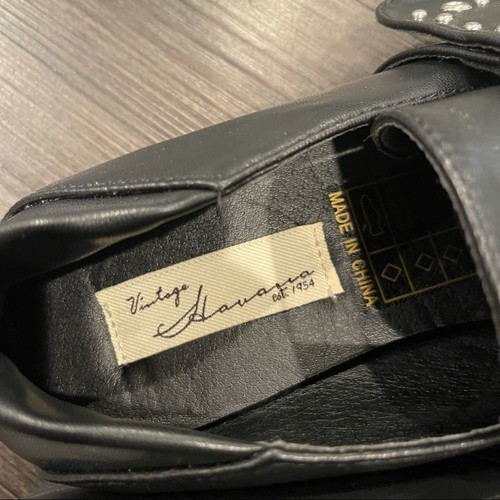 Vintage
Havana
est. 1954
MADE IN CHINA